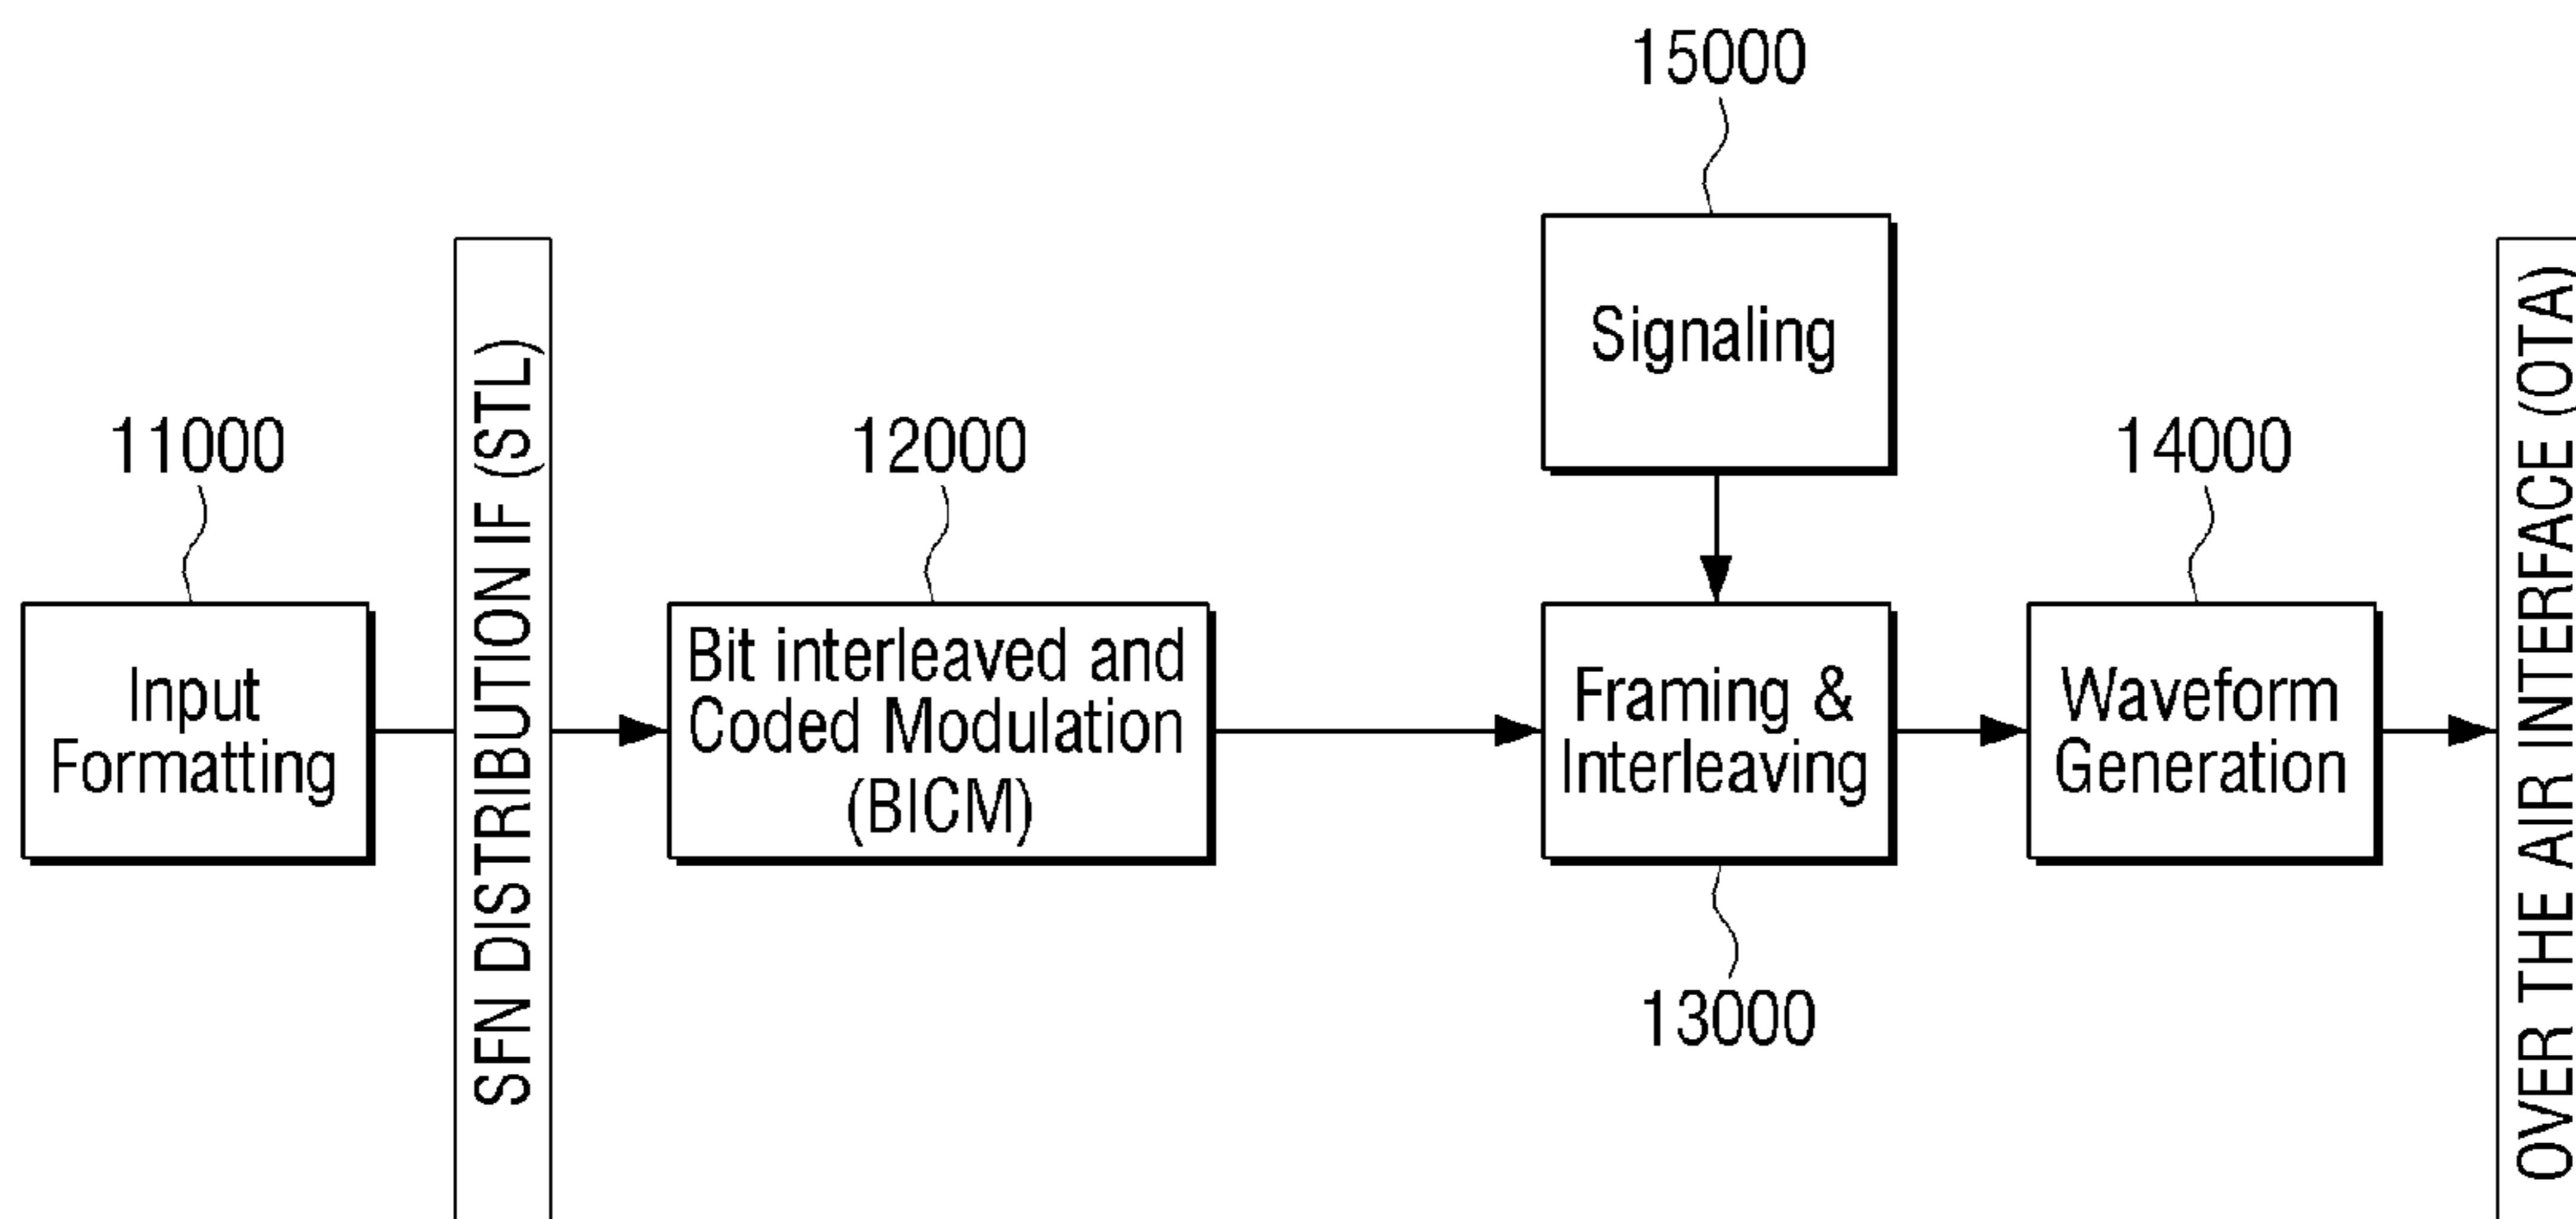 15000
Signaling
11000
Input
Formatting
SFN DISTRIBUTION IF (STL)
12000
Bit interleaved and
Coded Modulation
(BICM)
Framing &
Interleaving
13000
14000
Waveform
Generation
OVER THE AIR INTERFACE (OTA)